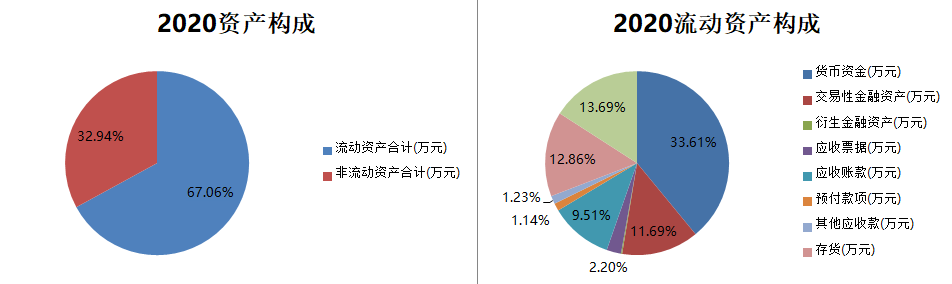 2020资产构成
32.94%
67.06%
流动资产合计(万元)
非流动资产合计(万元)
2020流动资产构成
13.69%
33.61%
12.86%
1.23%
1.14%
9.51%
11.69%
2.20%
货币资金(万元)
交易性金融资产(万元)
衍生金融资产(万元)
应收票据(万元)
应收账款(万元)
预付款项(万元)
其他应收款(万元)
存货(万元)